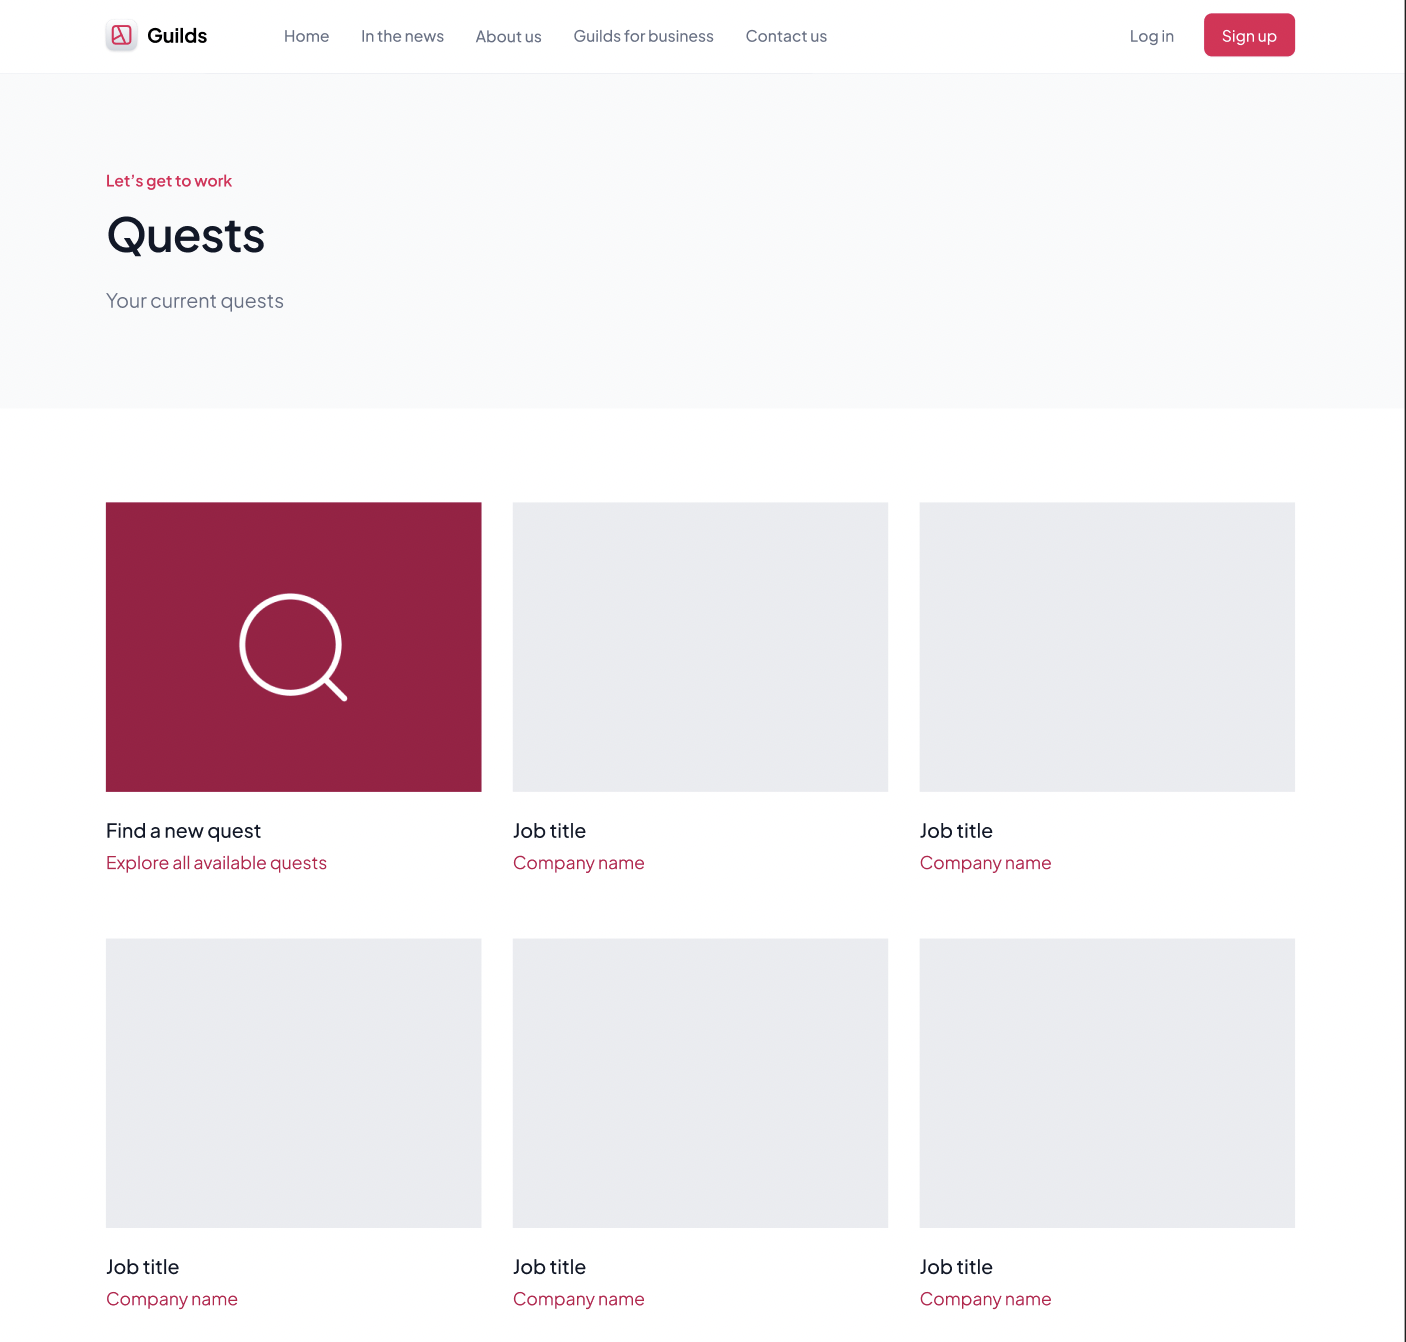 Guilds
Home
In the news
About us
Guilds for business
Contact us
Log in
Sign up
Let’s get to work
Quests
Your current quests
Find a new quest
Explore all available quests
Job title
Company name
Job title
Company name
Job title
Company name
Job title
Company name
Job title
Company name